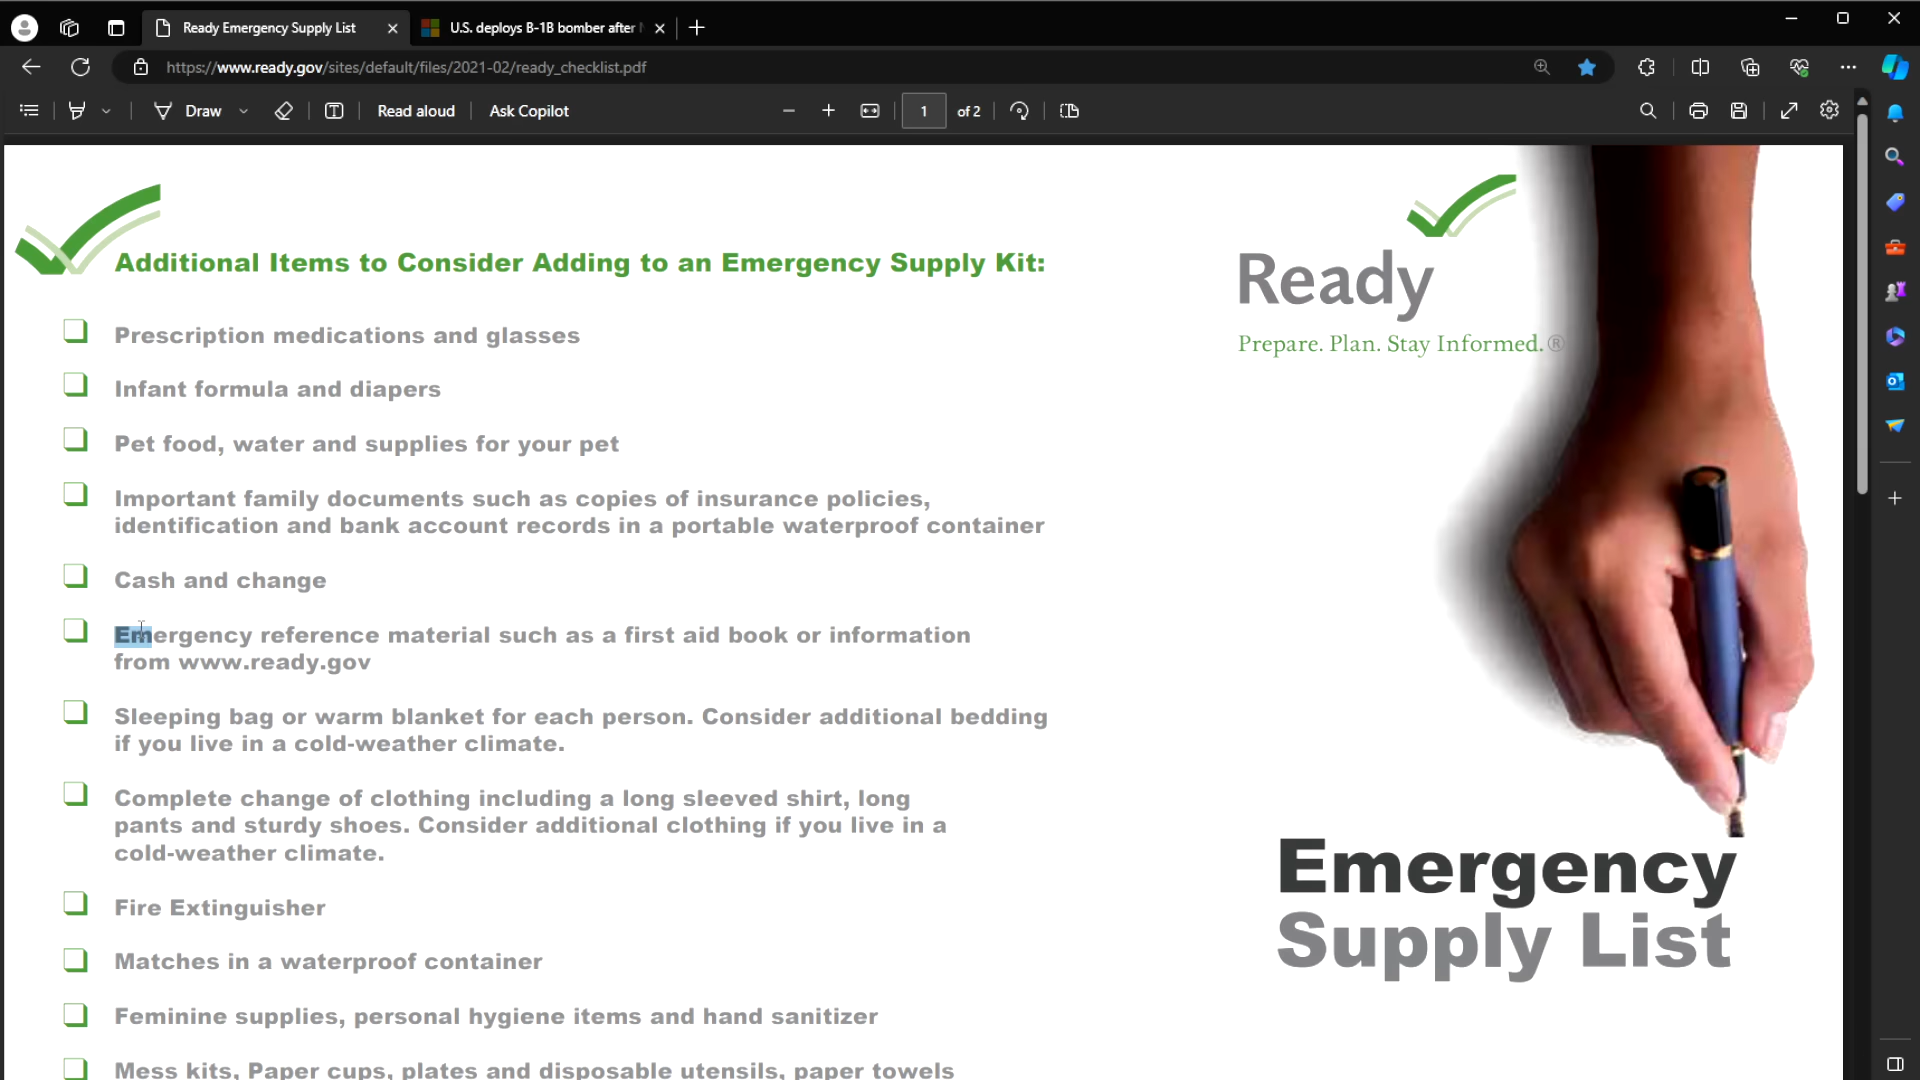 Ready Emergency Supply List
U.S. deploys B-1B bomber after
https://www.ready.gov/sites/default/files/2021-02/ready_checklist.pdf
Draw
Read aloud
Ask Copilot
1 of 2
Additional Items to Consider Adding to an Emergency Supply Kit:
Prescription medications and glasses
Infant formula and diapers
Pet food, water and supplies for your pet
Important family documents such as copies of insurance policies,
identification and bank account records in a portable waterproof container
Cash and change
Emergency reference material such as a first aid book or information
from www.ready.gov
Sleeping bag or warm blanket for each person. Consider additional bedding
if you live in a cold-weather climate.
Complete change of clothing including a long sleeved shirt, long
pants and sturdy shoes. Consider additional clothing if you live in a
cold-weather climate.
Fire Extinguisher
Matches in a waterproof container
Feminine supplies, personal hygiene items and hand sanitizer
Mess kits, Paper cups, plates and disposable utensils, paper towels
Ready
Prepare. Plan. Stay Informed.®
Emergency
Supply List